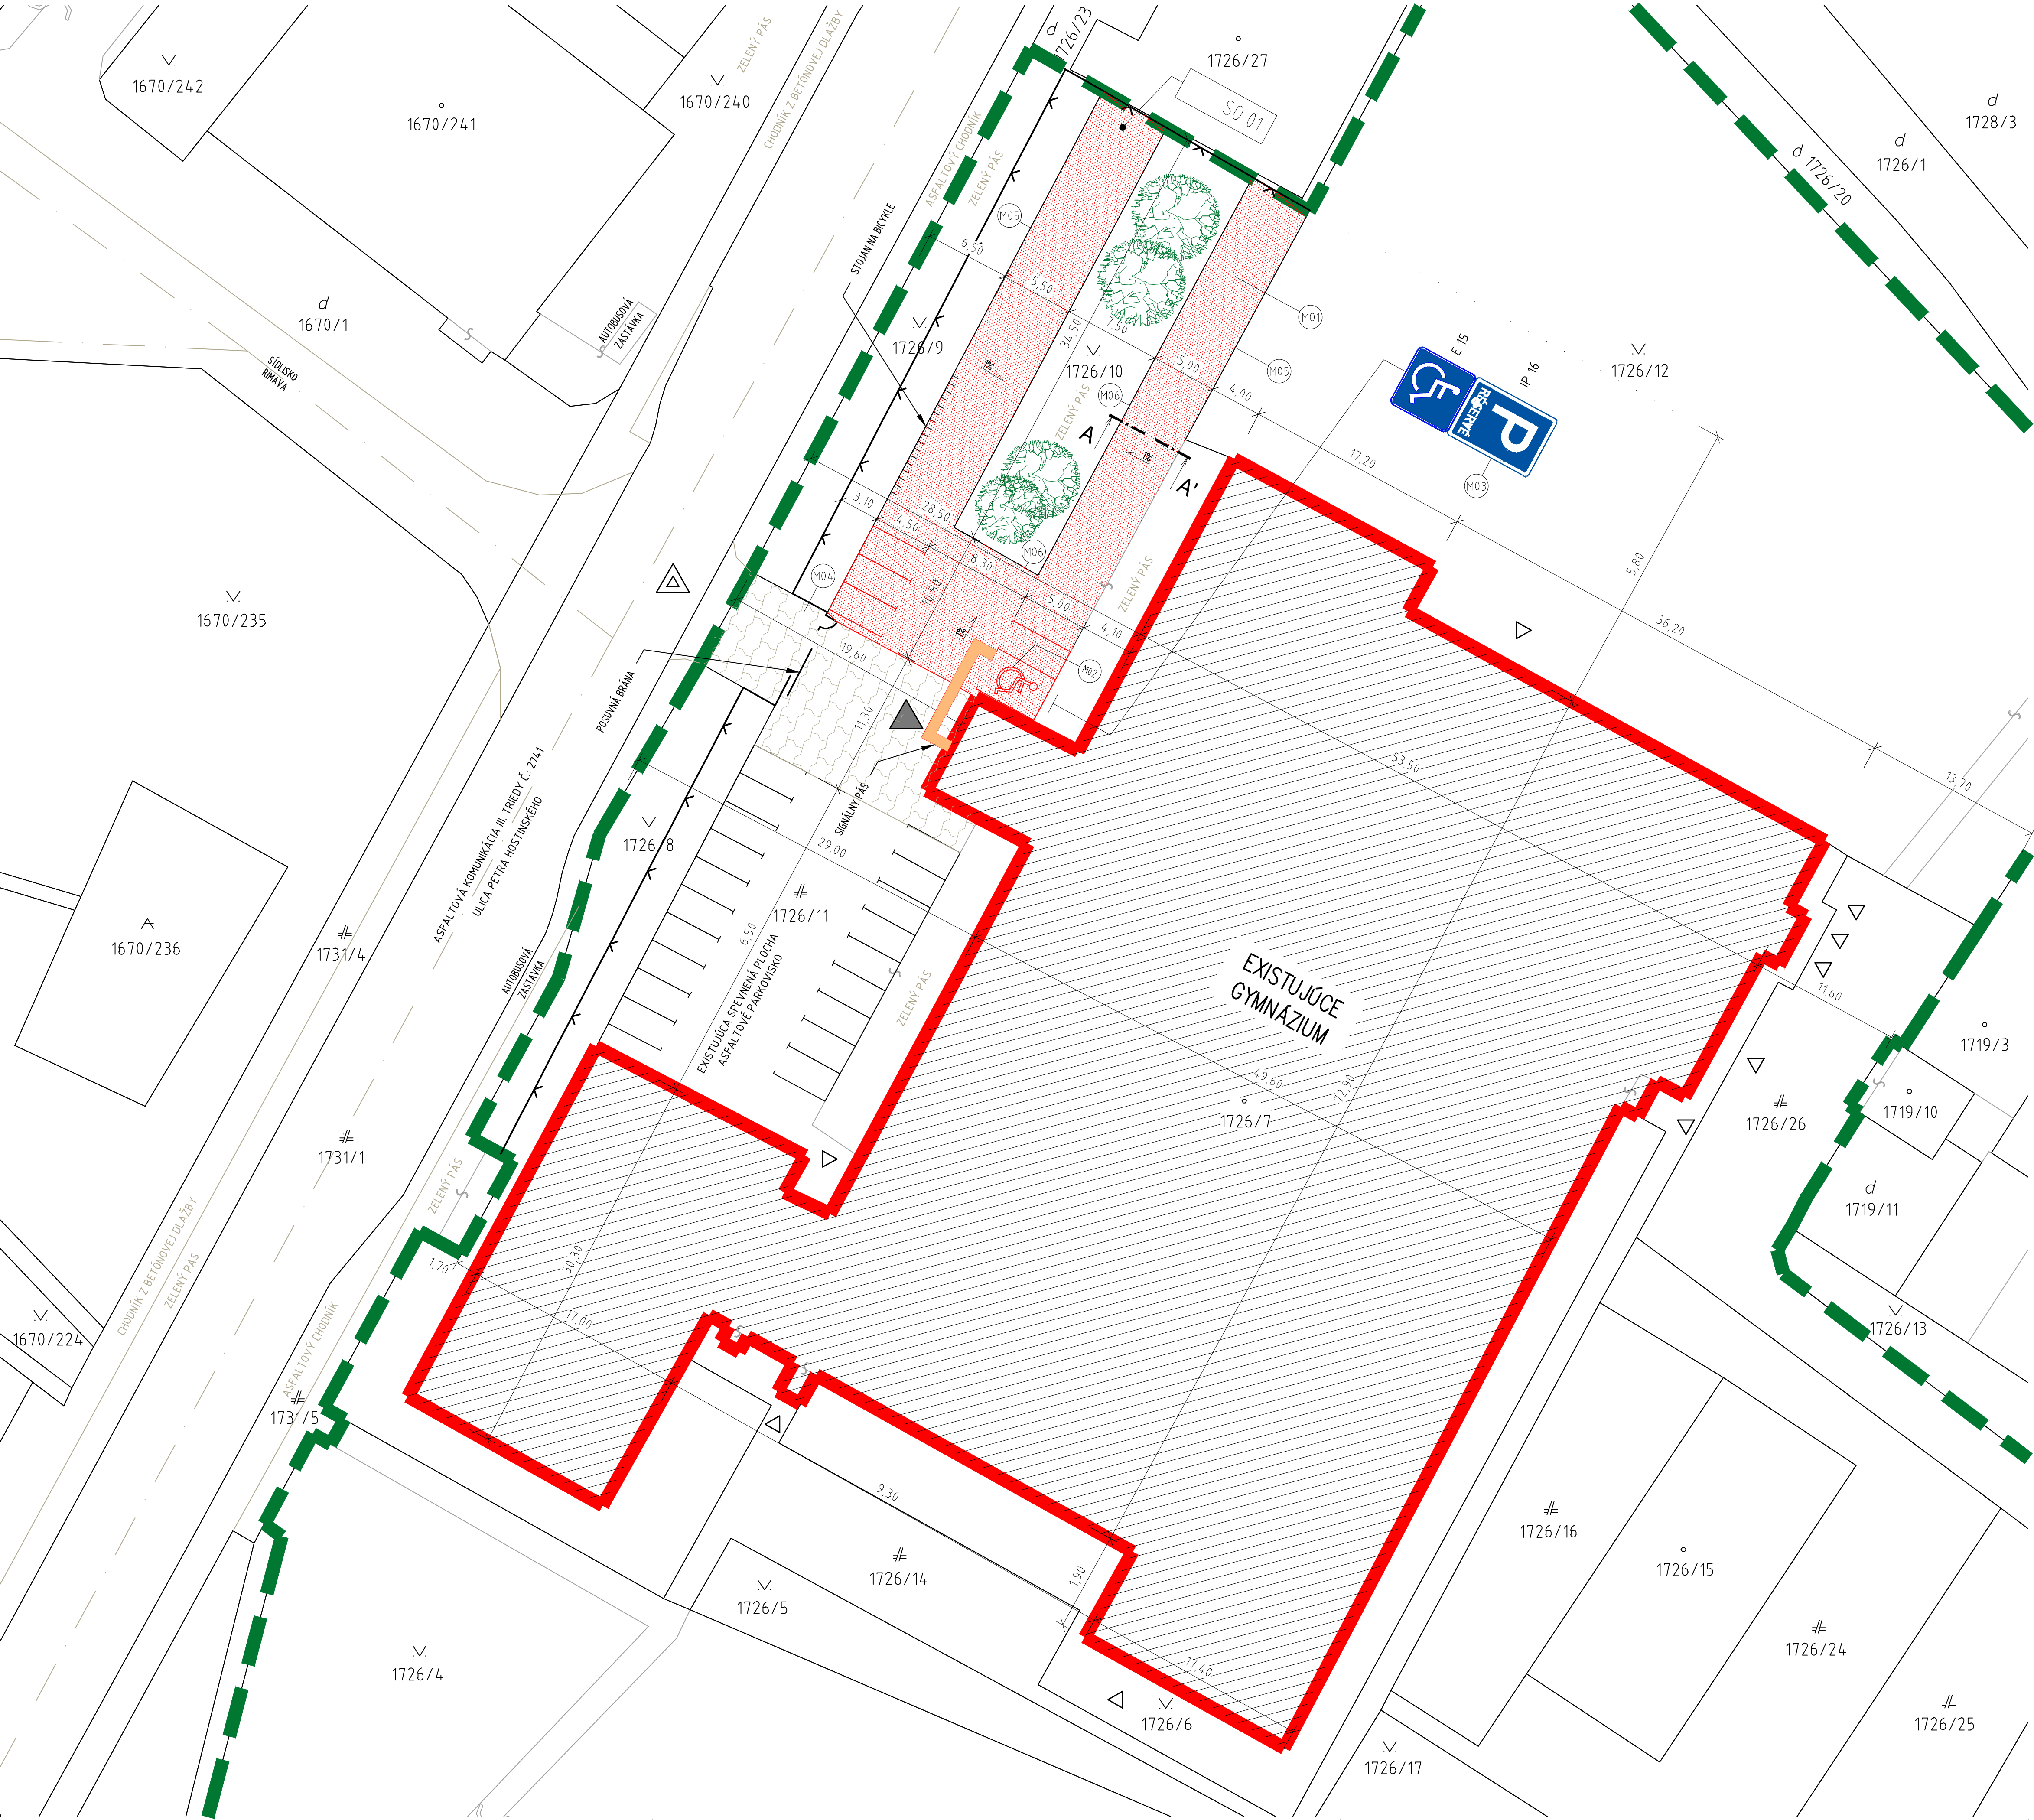 1726/23
d
1670/242
1670/241
1670/240
ZELENÝ PÁS
CHODNÍK Z BETÓNOVEJ DLAŽBY
1726/27
SO 01
d
1728/3
d
1726/1
d 1726/20
ASFALTOVÝ CHODNÍK
ZELENÝ PÁS
STOJAN NA BICYKLE
M05
6,50
5,50
7,50
34,50
5,00
4,00
M01
M05
M06
d
1670/1
SÍDLISKO
RIMAVA
AUTOBUSOVÁ
ZASTÁVKA
1726/9
1726/10
ZELENÝ PÁS
1%
A
1%
A'
E 15
IP 16
P
RÉSERVÉ
M03
1726/12
17,20
5,80
36,20
13,70
3,10
4,50
28,50
8,30
M06
10,50
5,00
4,10
ZELENÝ PÁS
M04
1%
M02
19,60
11,30
1670/235
POSUVNÁ BRÁNA
SIGNÁLNY PÁS
ASFALTOVÁ KOMUNIKÁCIA III. TRIEDY Č.: 2741
ULICA PETRA HOSTINSKÉHO
1726/8
29,00
1726/11
6,50
EXISTUJÚCA SPEVNENÁ PLOCHA
ASFALTOVÉ PARKOVISKO
ZELENÝ PÁS
53,50
EXISTUJÚCE
GYMNÁZIUM
49,60
72,90
1726/7
11,60
1719/3
1719/10
1726/26
d
1719/11
1726/13
1670/236
1731/4
AUTOBUSOVÁ
ZASTÁVKA
1731/1
ZELENÝ PÁS
1,70
30,30
17,00
CHODNÍK Z BETÓNOVEJ DLAŽBY
ZELENÝ PÁS
ASFALTOVÝ CHODNÍK
1670/224
1731/5
9,30
1726/14
1726/5
1726/4
1,90
17,40
1726/6
1726/16
1726/15
1726/24
1726/25
1726/17